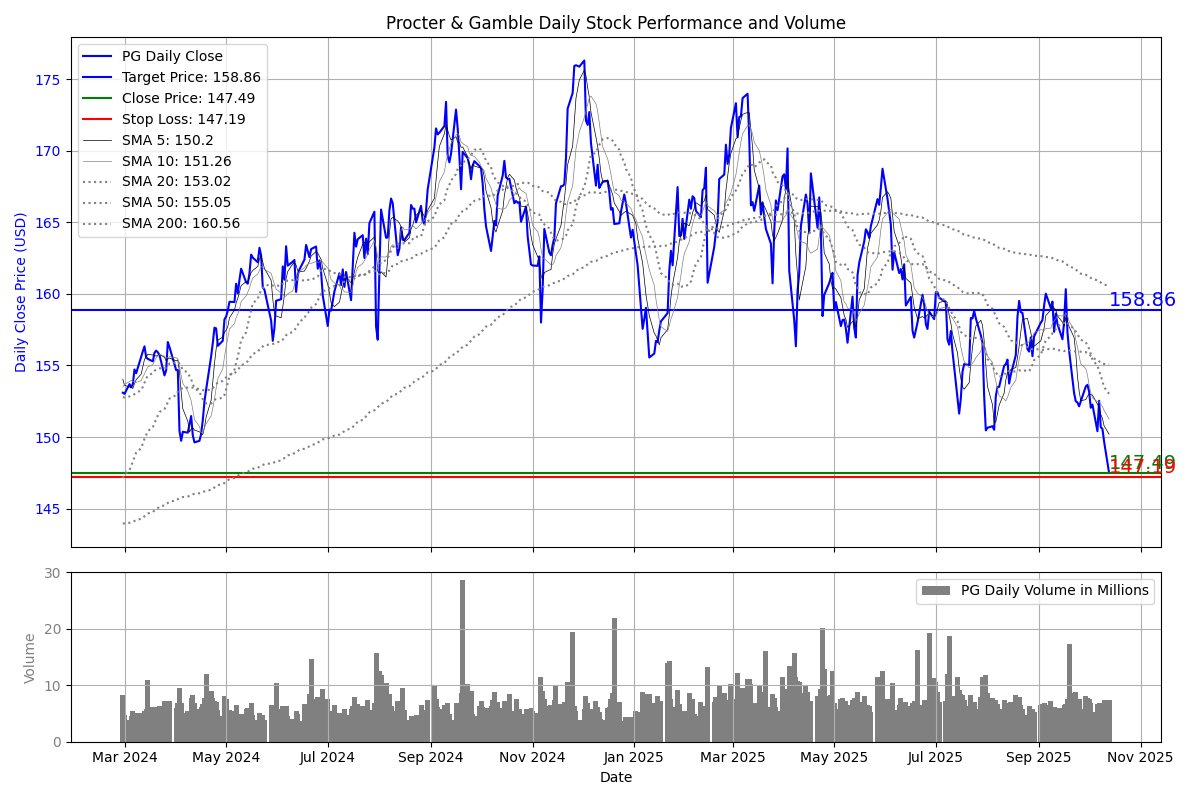 Procter & Gamble Daily Stock Performance and Volume
PG Daily Close
Target Price: 158.86
Close Price: 147.49
Stop Loss: 147.19
SMA 5: 150.2
SMA 10: 151.26
SMA 20: 153.02
SMA 50: 155.05
SMA 200: 160.56
Daily Close Price (USD)
175
170
165
160
155
150
145
158.86
147.49
147.19
PG Daily Volume in Millions
Volume
30
20
10
0
Mar 2024 May 2024 Jul 2024 Sep 2024 Nov 2024 Jan 2025 Mar 2025 May 2025 Jul 2025 Sep 2025 Nov 2025
Date